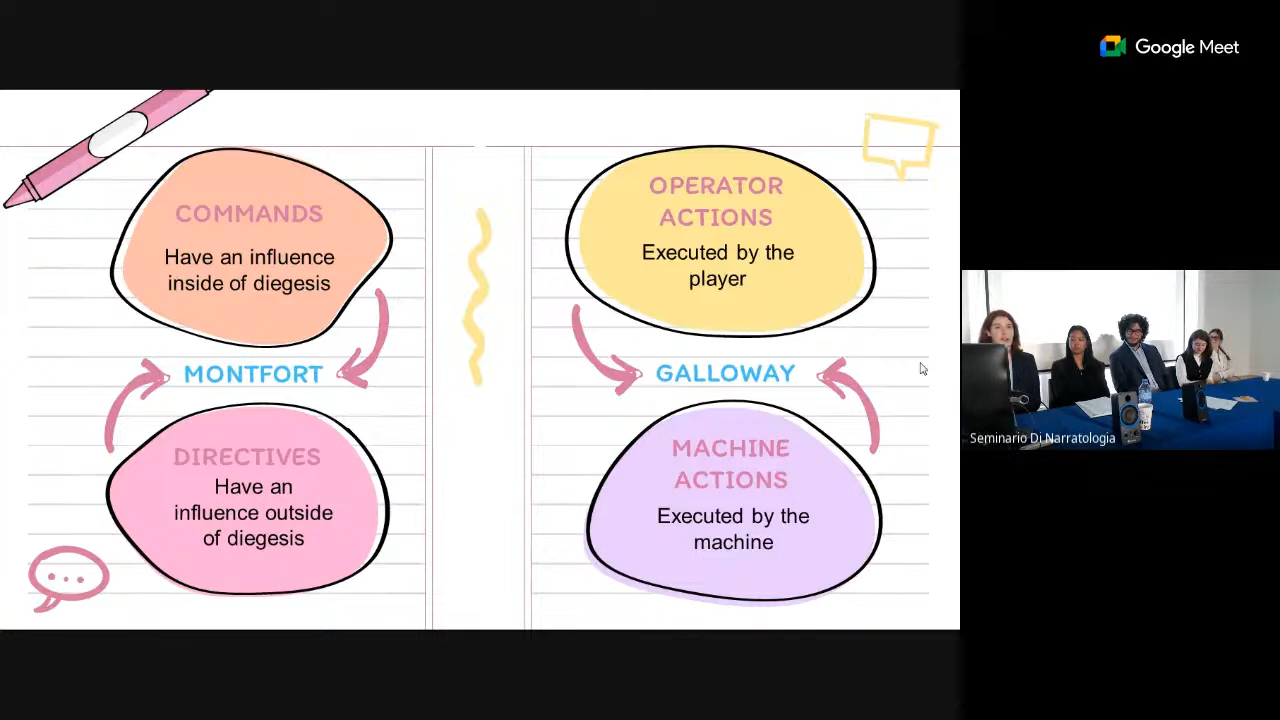 COMMANDS
Have an influence
inside of diegesis
MONTFORT
DIRECTIVES
Have an
influence outside
of diegesis
OPERATOR
ACTIONS
Executed by the
player
GALLOWAY
MACHINE
ACTIONS
Executed by the
machine
Google Meet
Seminario Di Narratologia